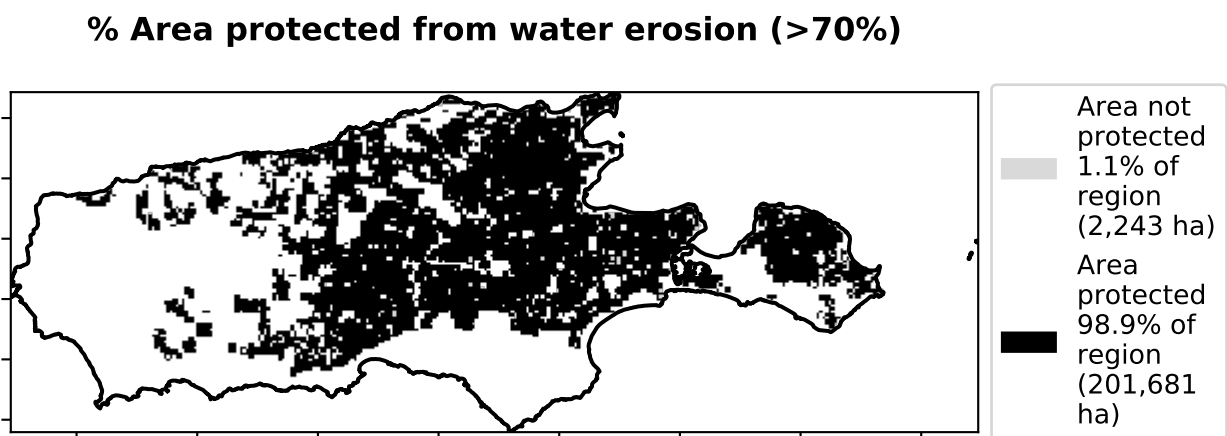 % Area protected from water erosion (>70%)
Area not
protected
1.1% of
region
(2,243 ha)
Area
protected
98.9% of
region
(201,681
ha)